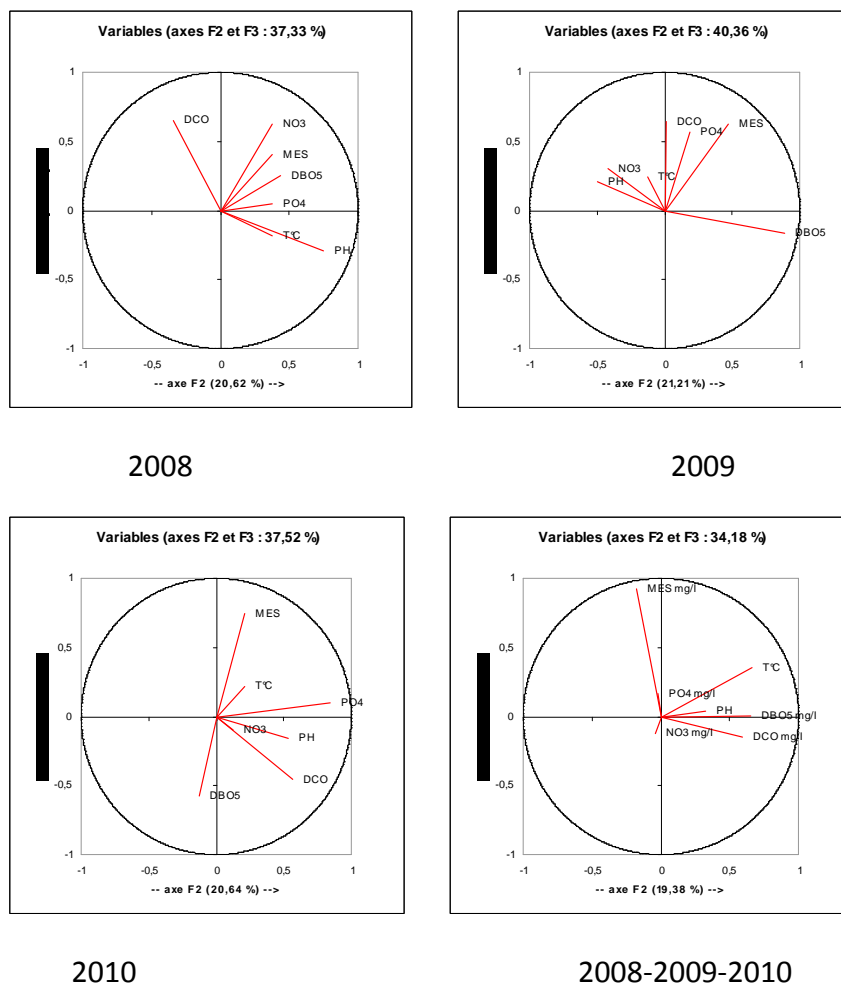 Variables (axes F2 et F3 : 37,33 %)
1
DCO
NO3
0,5
MES
DBO5
PO4
0
T°C
PH
-0,5
-1
-1
-0,5
0
0,5
1
-- axe F2 (20,62 %) -->
2008
Variables (axes F2 et F3 : 40,36 %)
1
DCO
MES
PO4
0,5
NO3
T°C
PH
0
DBO5
-0,5
-1
-1
-0,5
0
0,5
1
-- axe F2 (21,21 %) -->
2009
Variables (axes F2 et F3 : 37,52 %)
1
MES
0,5
T°C
PO4
0
NO3
PH
DCO
-0,5
DBO5
-1
-1
-0,5
0
0,5
1
-- axe F2 (20,64 %) -->
2010
Variables (axes F2 et F3 : 34,18 %)
1
MES mg/l
0,5
T°C
PO4 mg/l
PH
0
DBO5 mg/l
NO3 mg/l
DCO mg/l
-0,5
-1
-1
-0,5
0
0,5
1
-- axe F2 (19,38 %) -->
2008-2009-2010